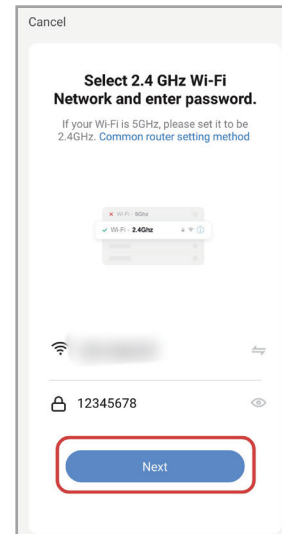 Cancel
Select 2.4 GHz Wi-Fi
Network and enter password.
If your Wi-Fi is 5GHz, please set it to be
2.4GHz. Common router setting method
Wi-Fi - 5Ghz
Wi-Fi - 2.4Ghz
12345678
Next